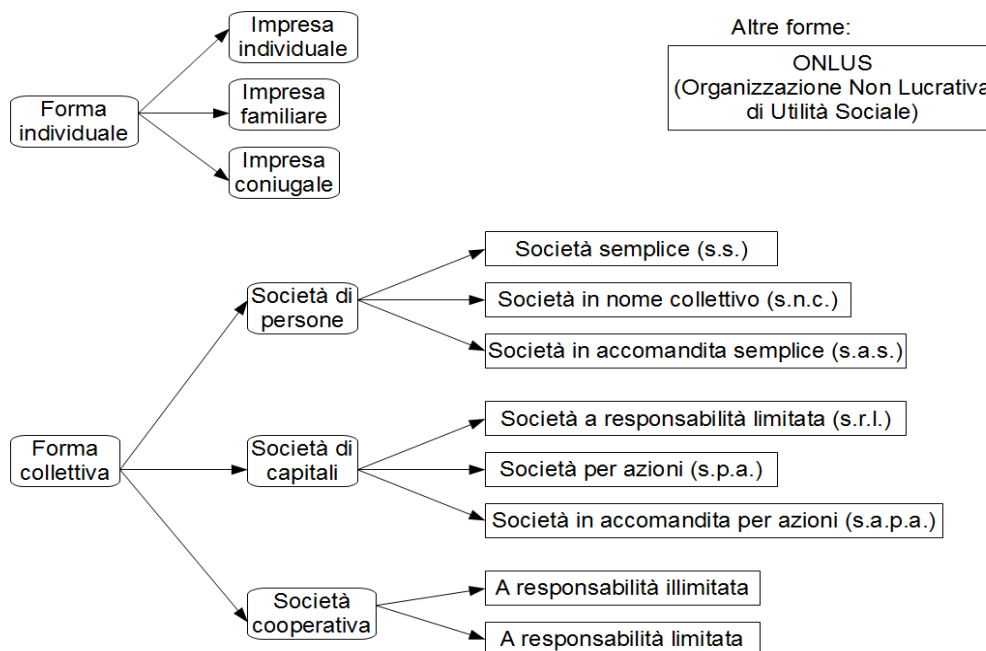 Impresa
individuale
Impresa
familiare
Impresa
coniugale
Forma
individuale
Altre forme:
ONLUS
(Organizzazione Non Lucrativa
di Utilità Sociale)
Società di
persone
Società semplice (s.s.)
Società in nome collettivo (s.n.c.)
Società in accomandita semplice (s.a.s.)
Forma
collettiva
Società di
capitali
Società a responsabilità limitata (s.r.l.)
Società per azioni (s.p.a.)
Società in accomandita per azioni (s.a.p.a.)
Società
cooperativa
A responsabilità illimitata
A responsabilità limitata